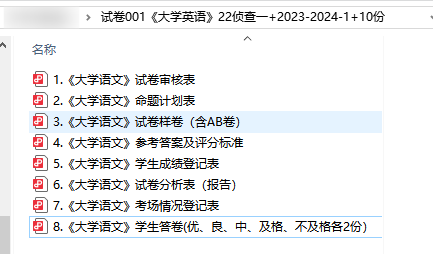 试卷001《大学英语》22侦查一+2023-2024-1+10份
名称
1.《大学语文》试卷审核表
2.《大学语文》命题计划表
3.《大学语文》试卷样卷（含AB卷）
4.《大学语文》参考答案及评分标准
5.《大学语文》学生成绩登记表
6.《大学语文》试卷分析表（报告）
7.《大学语文》考场情况登记表
8.《大学语文》学生答卷(优、良、中、及格、不及格各2份)